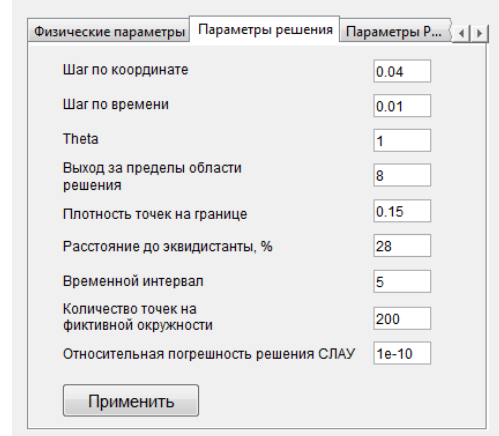 Физические параметры Параметры решения Параметры Р...
Шаг по координате 0.04
Шаг по времени 0.01
Theta 1
Выход за пределы области
решения 8
Плотность точек на границе 0.15
Расстояние до эквидистанты, % 28
Временной интервал 5
Количество точек на
фиктивной окружности 200
Относительная погрешность решения СЛАУ 1e-10
Применить